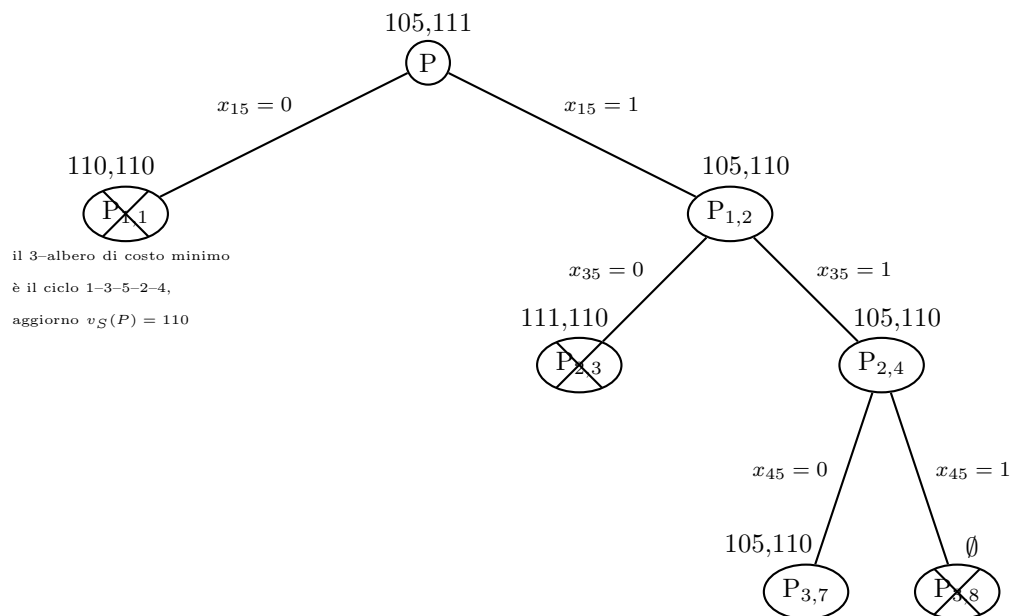 105,111
P
x₁₅ = 0
x₁₅ = 1
110,110
105,110
P₁,₁
P₁,₂
il 3–albero di costo minimo
è il ciclo 1–3–5–2–4,
aggiorno v_S(P) = 110
x₃₅ = 0
x₃₅ = 1
111,110
105,110
P₂,₃
P₂,₄
x₄₅ = 0
x₄₅ = 1
105,110
∅
P₃,₇
P₃,₈